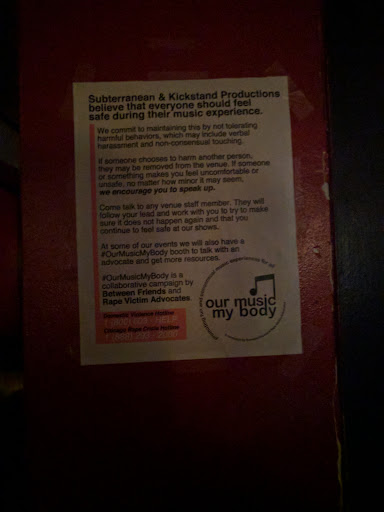 Subterranean & Kickstand Productions
believe that everyone should feel
safe during their music experience.
We commit to maintaining this by not tolerating
harmful behaviors, which may include verbal
harassment and non-consensual touching.
If someone chooses to harm another person,
they may be removed from the venue. If someone
or something makes you feel uncomfortable or
unsafe, no matter how minor it may seem,
we encourage you to speak up.
Come talk to any venue staff member. They will
follow your lead and work with you to try to make
sure it does not happen again and that you
continue to feel safe at our shows.
At some of our events we will also have a
#OurMusicMyBody booth to talk with an
advocate and get more resources.
#OurMusicMyBody is a
collaborative campaign by
Between Friends and
Rape Victim Advocates.
Domestic Violence Hotline
Chicago Rape Crisis Hotline
our music
my body